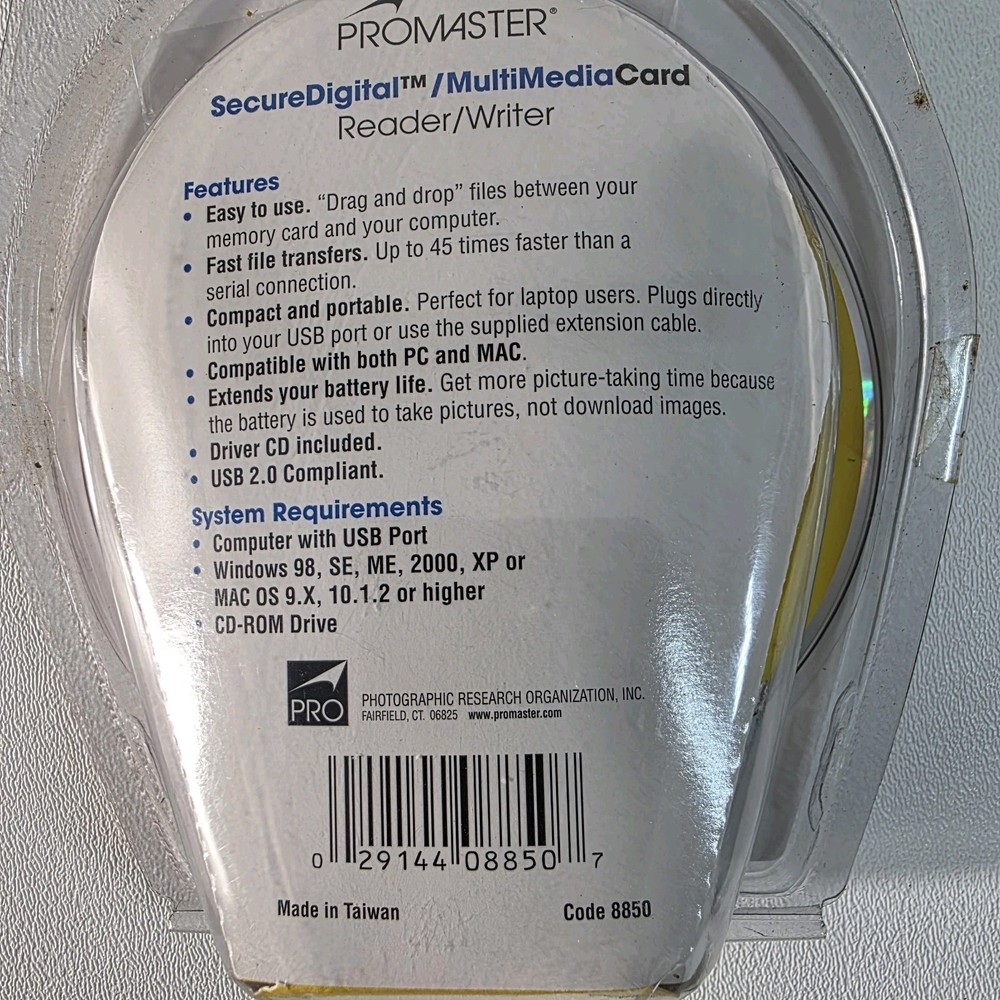 PROMASTER®
SecureDigital™/MultiMediaCard
Reader/Writer
Features
• Easy to use. “Drag and drop” files between your
memory card and your computer.
• Fast file transfers. Up to 45 times faster than a
serial connection.
• Compact and portable. Perfect for laptop users. Plugs directly
into your USB port or use the supplied extension cable.
• Compatible with both PC and MAC.
• Extends your battery life. Get more picture-taking time because
the battery is used to take pictures, not download images.
• Driver CD included.
• USB 2.0 Compliant.
System Requirements
• Computer with USB Port
• Windows 98, SE, ME, 2000, XP or
MAC OS 9.X, 10.1.2 or higher
• CD-ROM Drive
PRO
PHOTOGRAPHIC RESEARCH ORGANIZATION, INC.
FAIRFIELD, CT. 06825 www.promaster.com
0 29144 08850 7
Made in Taiwan Code 8850